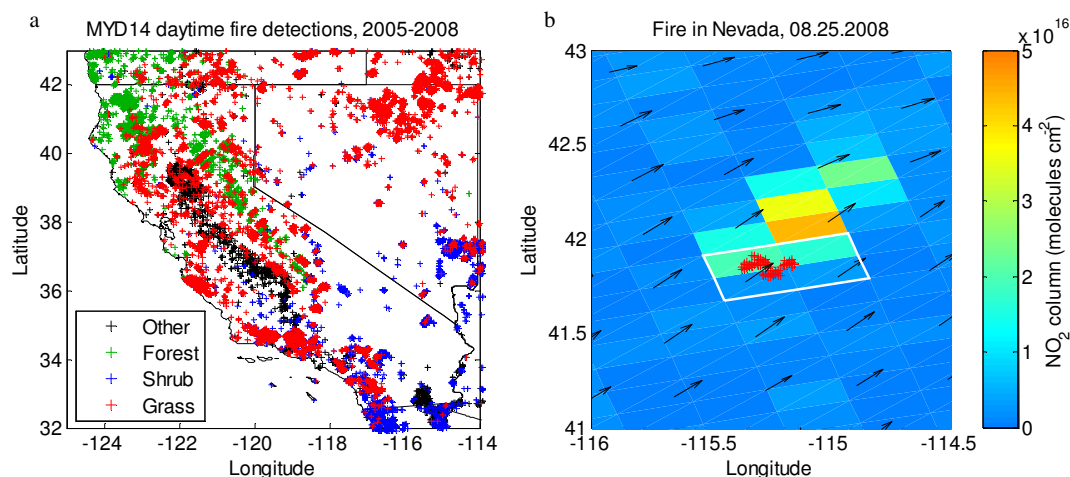 a
MYD14 daytime fire detections, 2005-2008
42
40
38
36
34
32
Latitude
-124
-122
-120
-118
-116
-114
Longitude
Other
Forest
Shrub
Grass
b
Fire in Nevada, 08.25.2008
43
42.5
42
41.5
41
Latitude
-116
-115.5
-115
-114.5
Longitude
x 10^16
5
4
3
2
1
0
NO2 column (molecules cm-2)